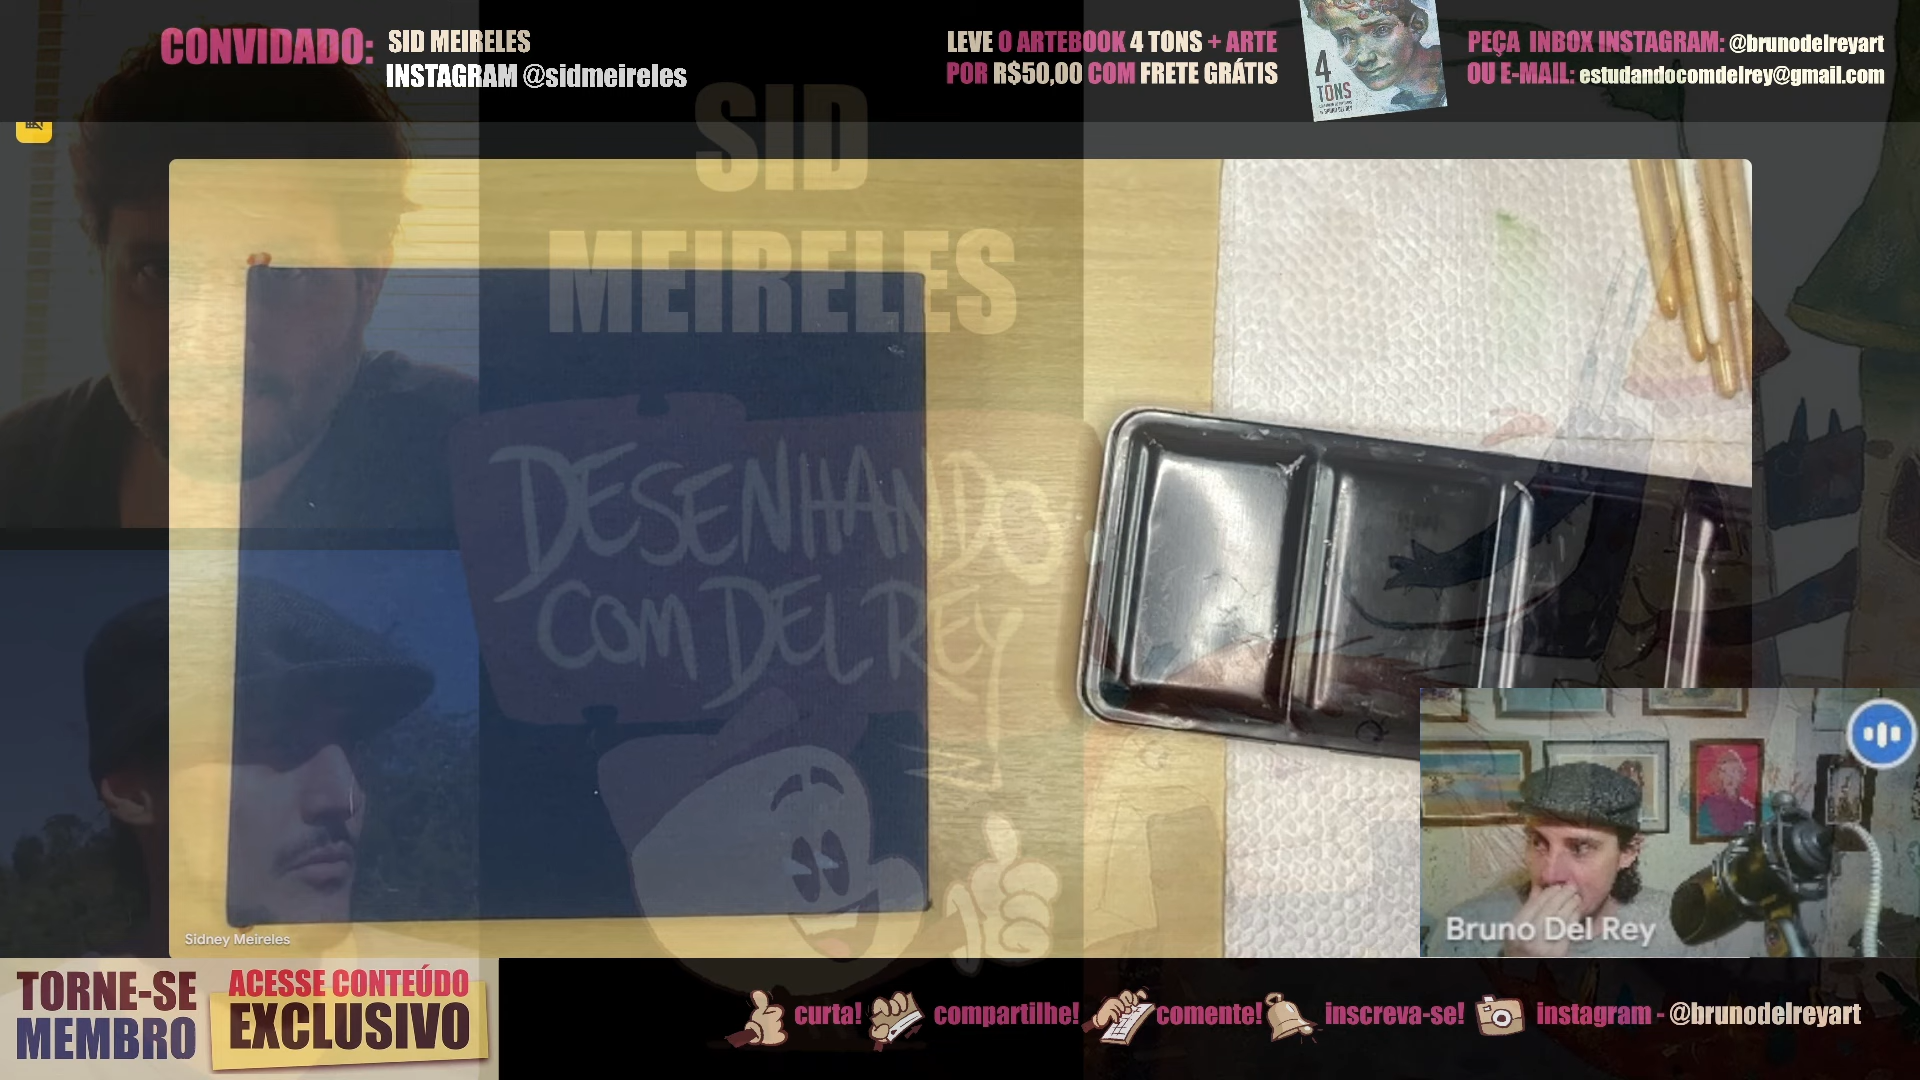 CONVIDADO:
SID MEIRELES
INSTAGRAM @sidmeireles
LEVE O ARTEBOOK 4 TONS + ARTE
POR R$50,00 COM FRETE GRÁTIS
4
TONS
PEÇA INBOX INSTAGRAM: @brunodelreyart
OU E-MAIL: estudandocomdelrey@gmail.com
SID
MEIRELES
DESENHANDO
COM DEL REY
Sidney Meireles
Bruno Del Rey
TORNE-SE
MEMBRO
ACESSE CONTEÚDO
EXCLUSIVO
curta!
compartilhe!
comente!
inscreva-se!
instagram - @brunodelreyart